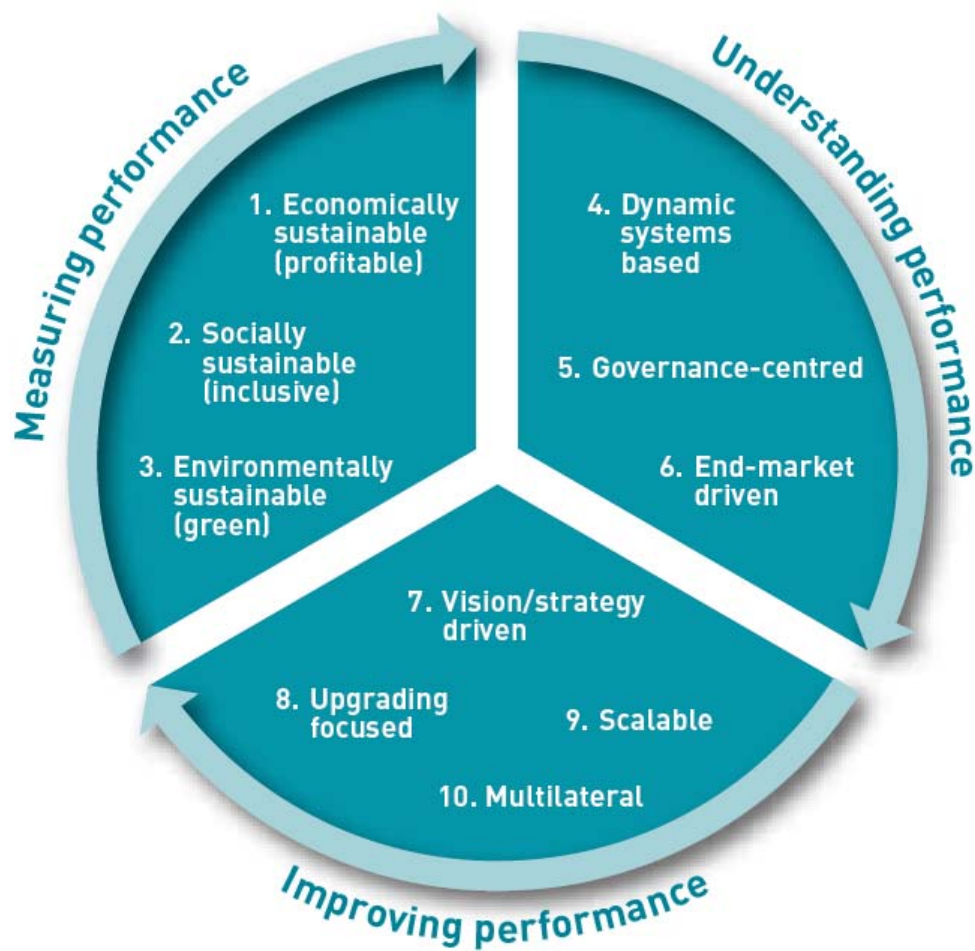 Measuring performance
1. Economically
sustainable
(profitable)
2. Socially
sustainable
(inclusive)
3. Environmentally
sustainable
(green)
Understanding performance
4. Dynamic
systems
based
5. Governance-centred
6. End-market
driven
7. Vision/strategy
driven
8. Upgrading
focused
9. Scalable
10. Multilateral
Improving performance